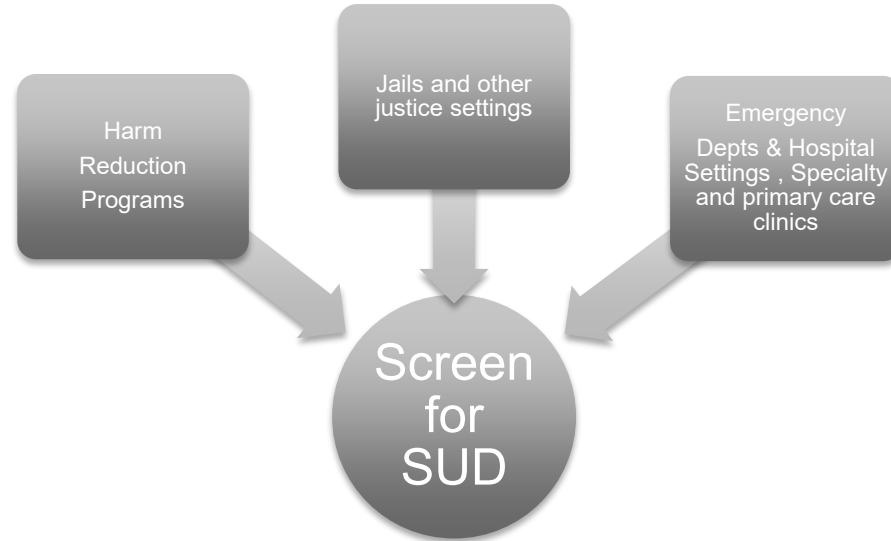 Harm
Reduction
Programs
Jails and other
justice settings
Emergency
Depts & Hospital
Settings , Specialty
and primary care
clinics
Screen
for
SUD